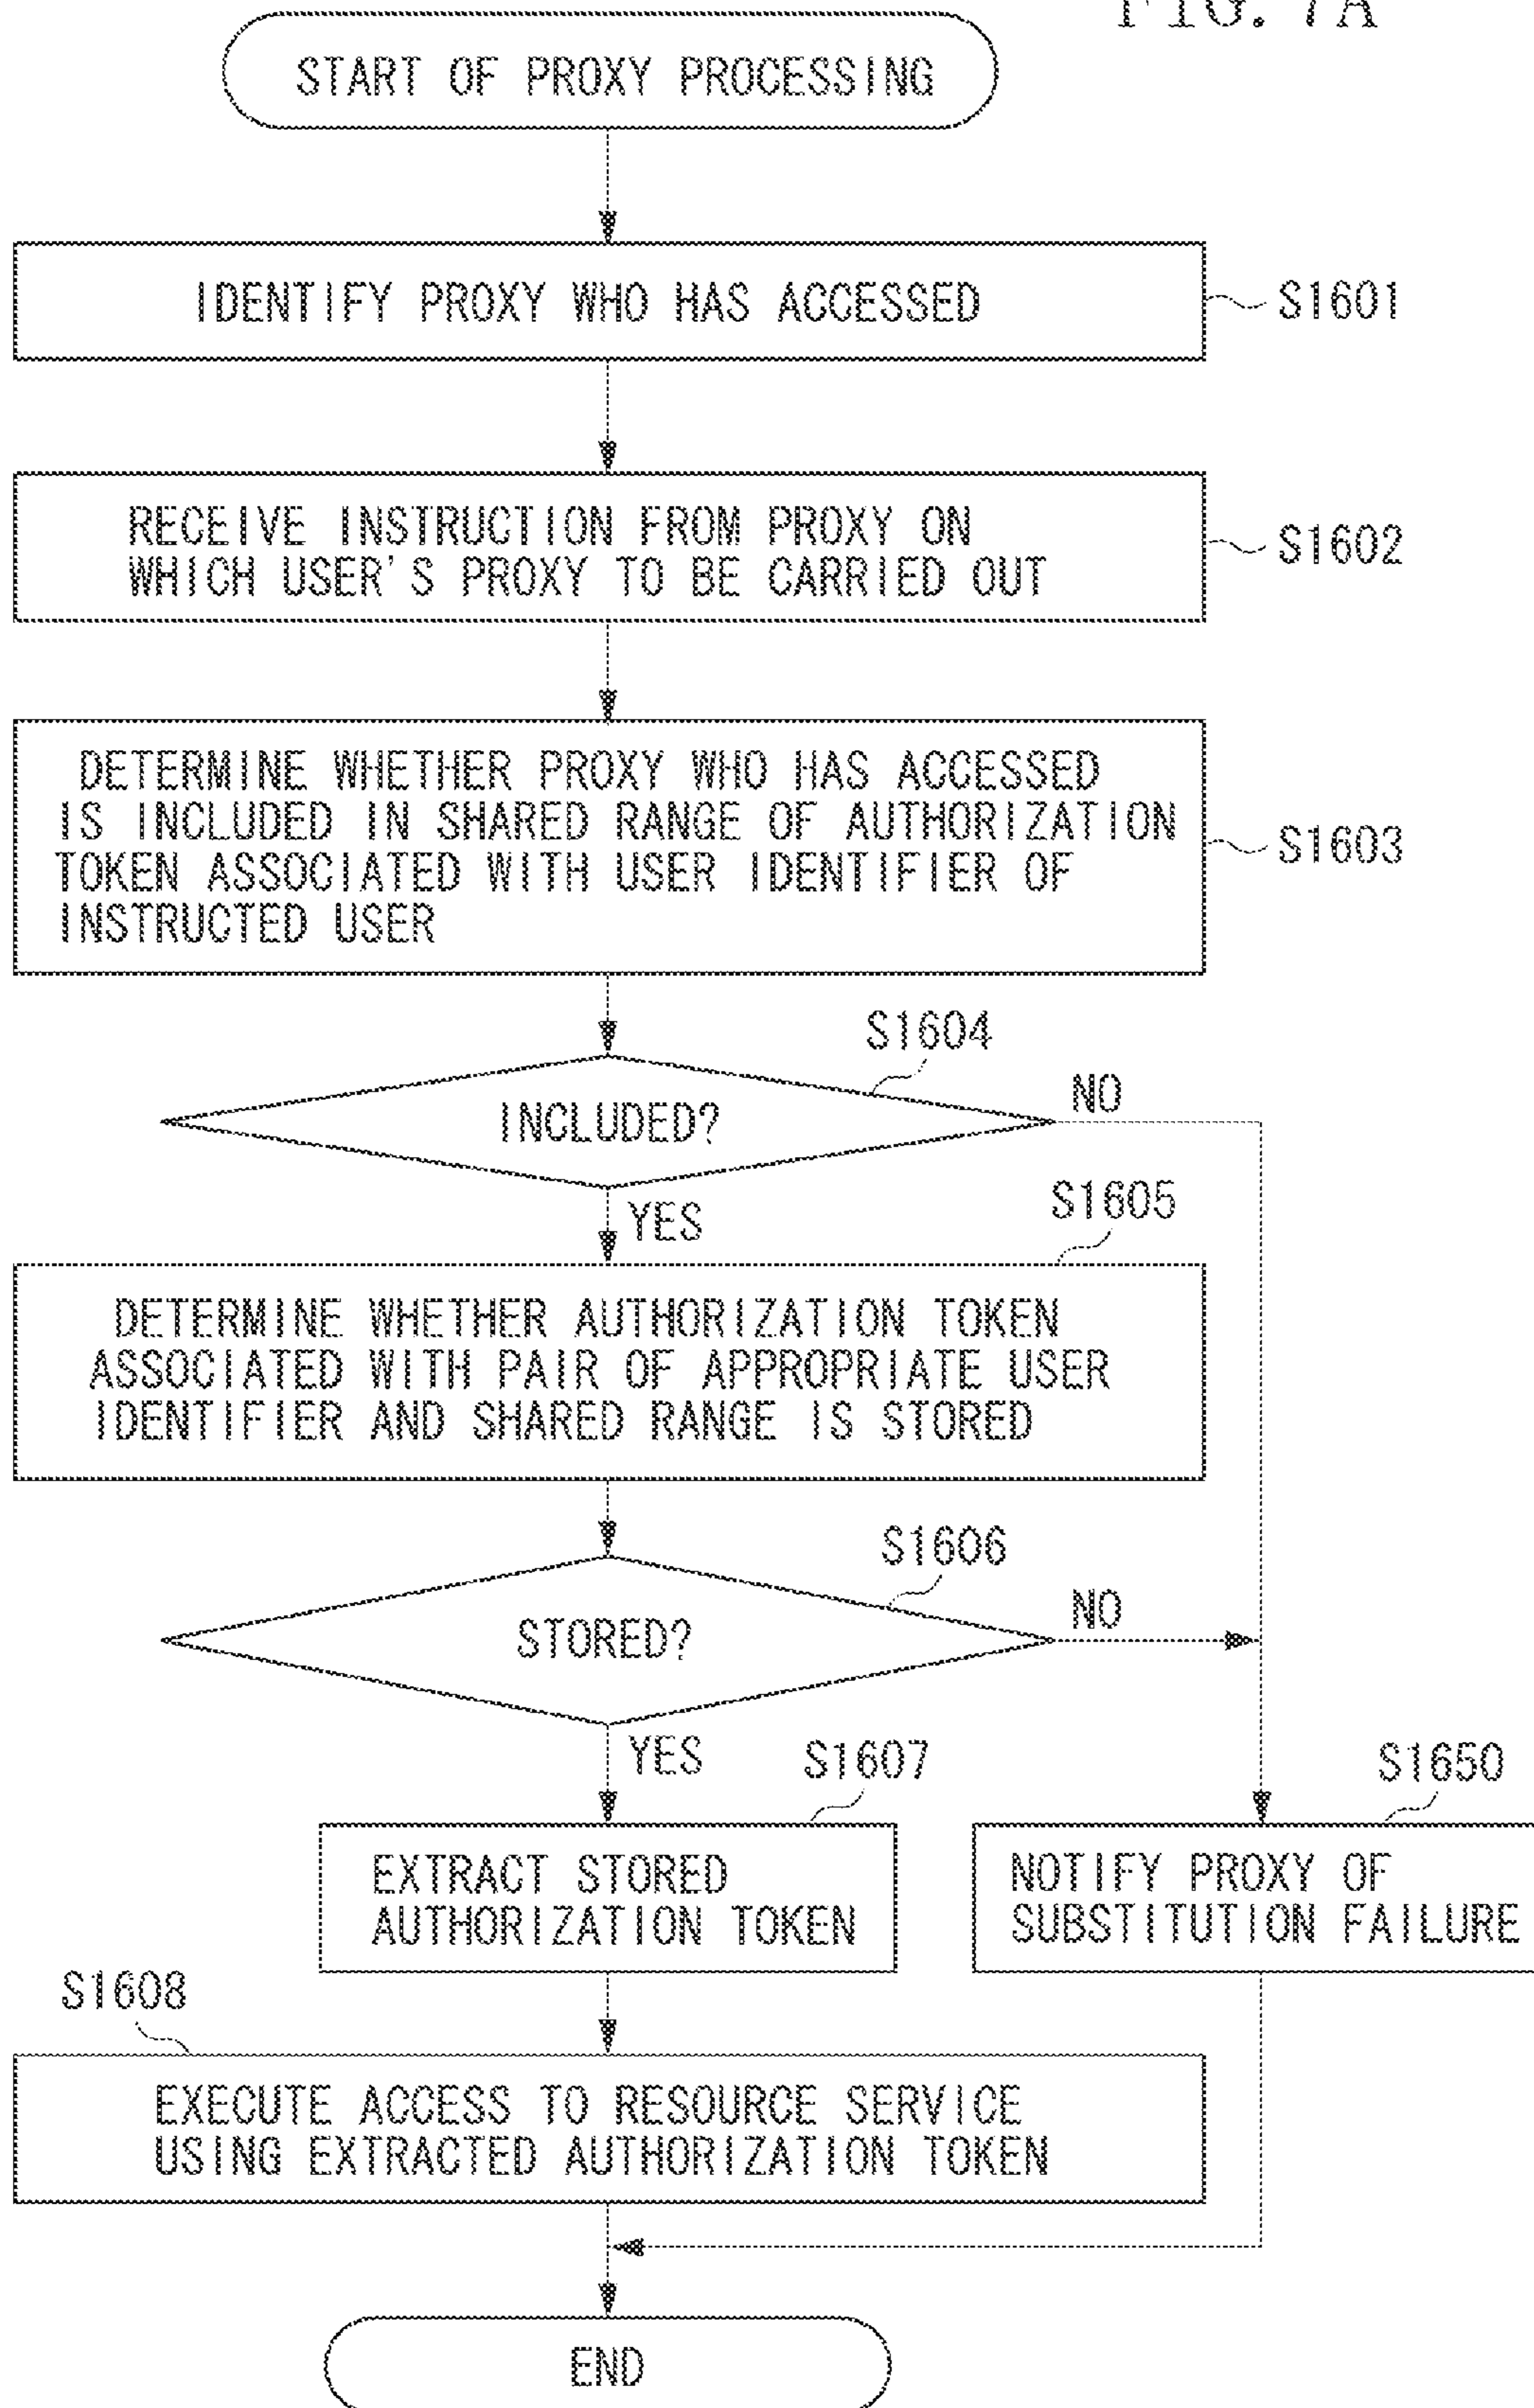 FIG. 7A
START OF PROXY PROCESSING
IDENTIFY PROXY WHO HAS ACCESSED
S1601
RECEIVE INSTRUCTION FROM PROXY ON
WHICH USER'S PROXY TO BE CARRIED OUT
S1602
DETERMINE WHETHER PROXY WHO HAS ACCESSED
IS INCLUDED IN SHARED RANGE OF AUTHORIZATION
TOKEN ASSOCIATED WITH USER IDENTIFIER OF
INSTRUCTED USER
S1603
S1604
INCLUDED?
NO
YES
S1605
DETERMINE WHETHER AUTHORIZATION TOKEN
ASSOCIATED WITH PAIR OF APPROPRIATE USER
IDENTIFIER AND SHARED RANGE IS STORED
S1606
STORED?
NO
YES
S1607
S1650
EXTRACT STORED
AUTHORIZATION TOKEN
NOTIFY PROXY OF
SUBSTITUTION FAILURE
S1608
EXECUTE ACCESS TO RESOURCE SERVICE
USING EXTRACTED AUTHORIZATION TOKEN
END